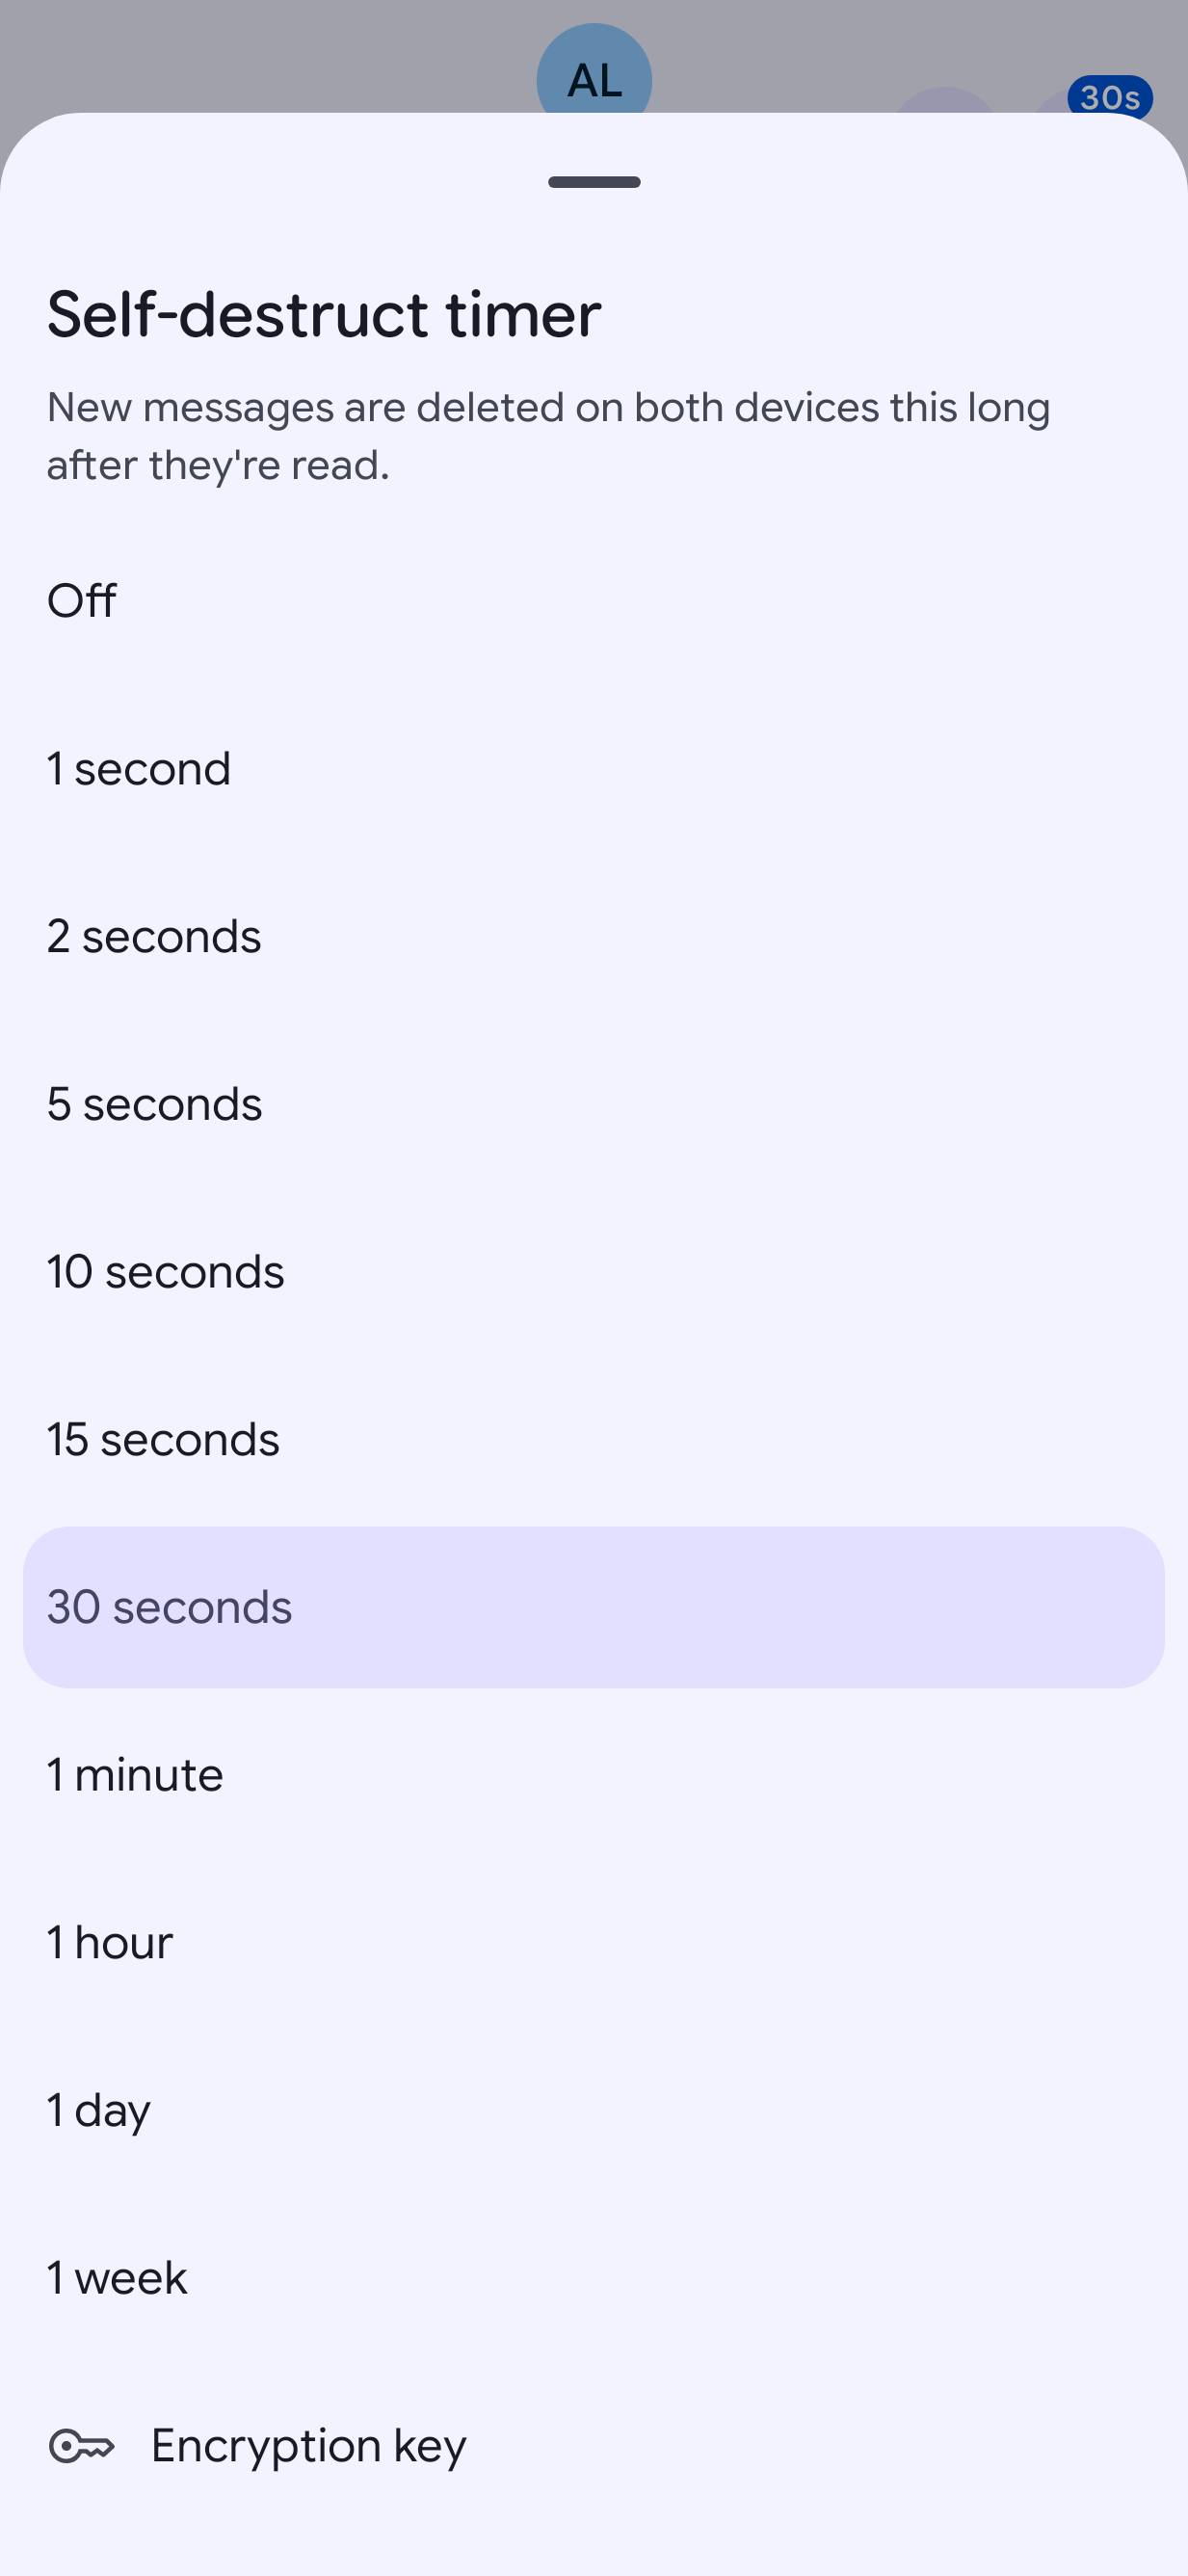 AL
30s
Self-destruct timer
New messages are deleted on both devices this long
after they're read.
Off
1 second
2 seconds
5 seconds
10 seconds
15 seconds
30 seconds
1 minute
1 hour
1 day
1 week
Encryption key